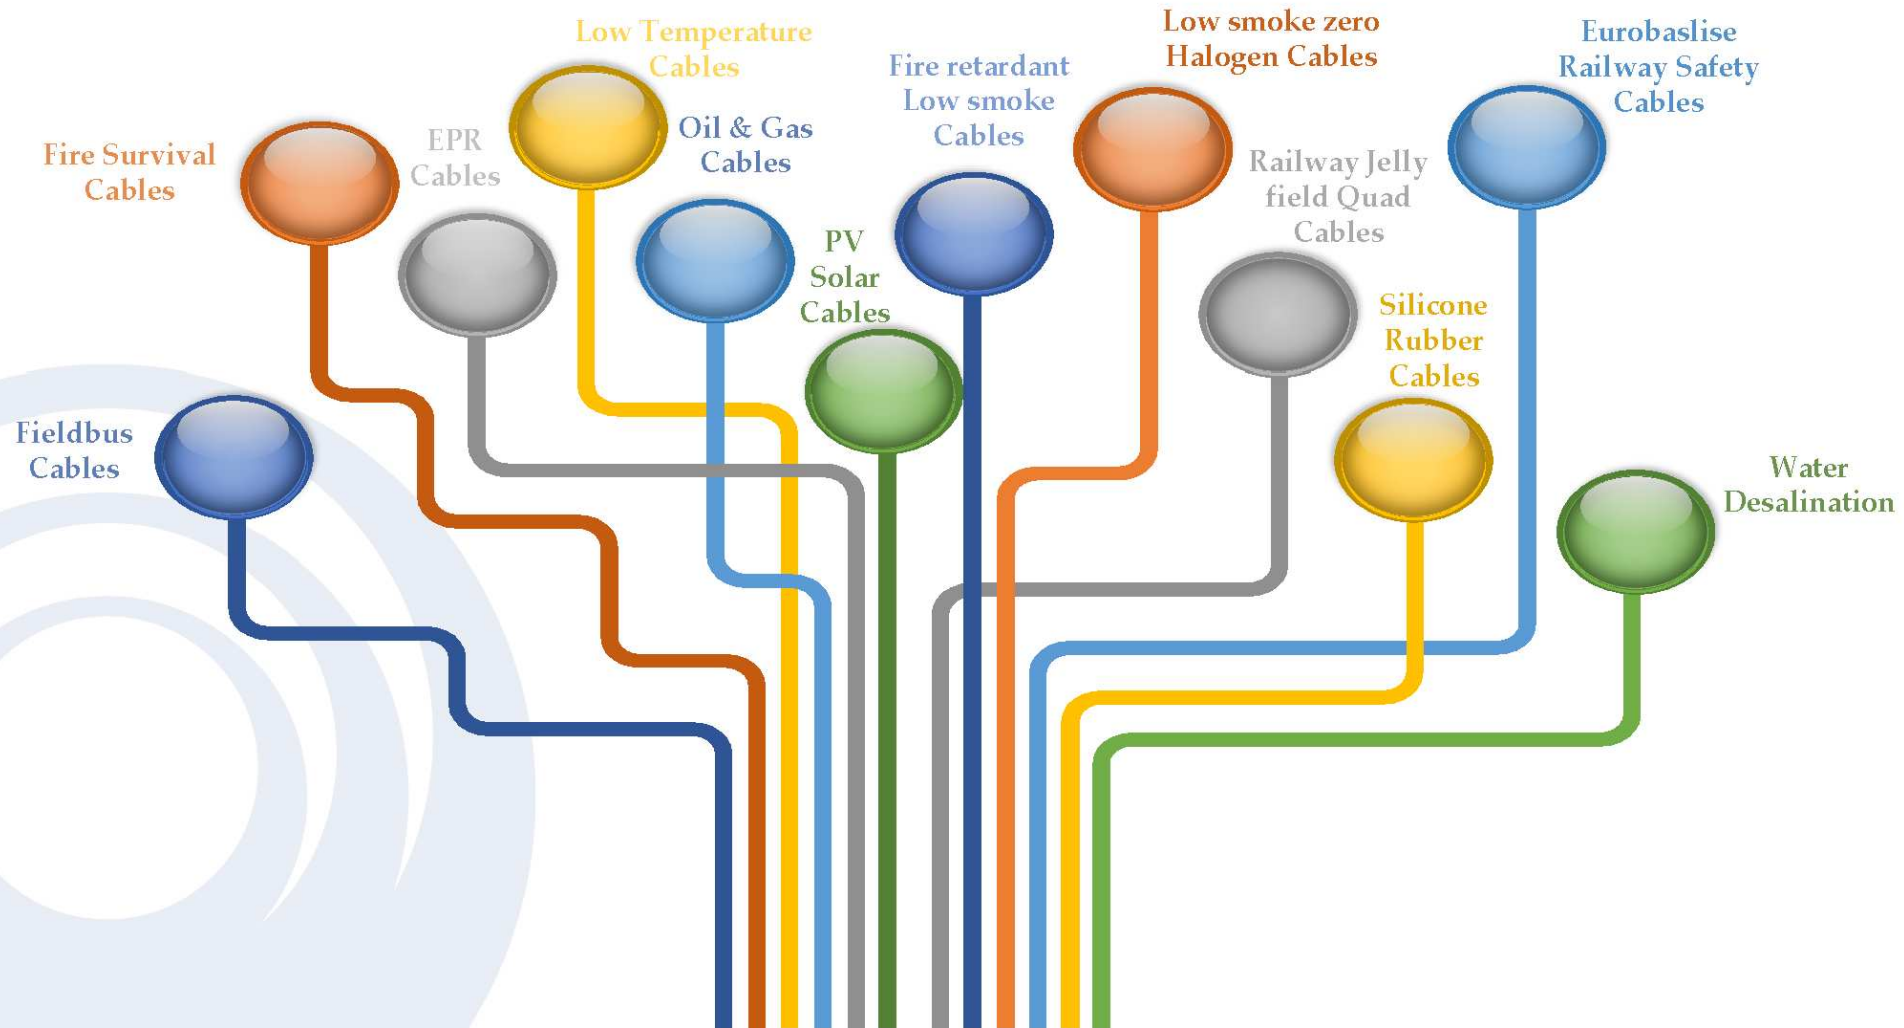 Low Temperature
Cables
Low smoke zero
Halogen Cables
Eurobaslise
Railway Safety
Cables
Fire retardant
Low smoke
Cables
Oil & Gas
Cables
EPR
Cables
Fire Survival
Cables
Railway Jelly
field Quad
Cables
PV
Solar
Cables
Silicone
Rubber
Cables
Fieldbus
Cables
Water
Desalination